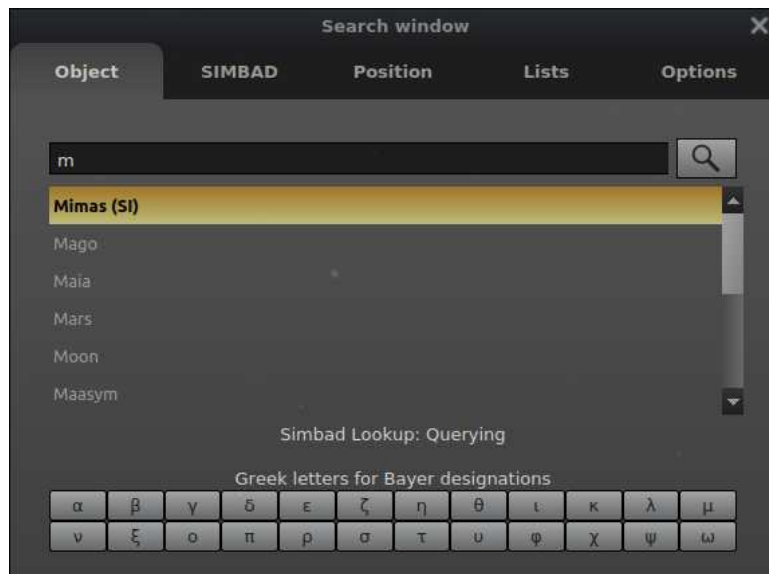 Search window
Object SIMBAD Position Lists Options
m
Mimas (SI)
Mago
Maia
Mars
Moon
Maasym
Simbad Lookup: Querying
Greek letters for Bayer designations
α β γ δ ε ζ η θ ι κ λ μ
ν ξ ο π ρ σ τ υ φ χ ψ ω